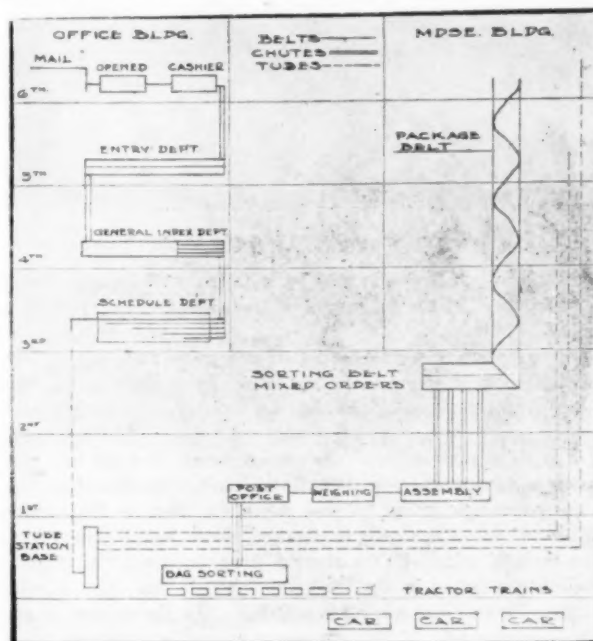 OFFICE BLDG.
BELTS
CHUTES
TUBES
MDSE. BLDG.
MAIL
OPENED
CASHIER
6TH
ENTRY DEPT
PACKAGE
BELT
5TH
GENERAL INDEX DEPT.
4TH
SCHEDULE DEPT
3RD
SORTING BELT
MIXED ORDERS
2ND
POST
OFFICE
WEIGHING
ASSEMBLY
1ST
TUBE
STATION
BASE
BAG SORTING
TRACTOR TRAINS
CAR
CAR
CAR